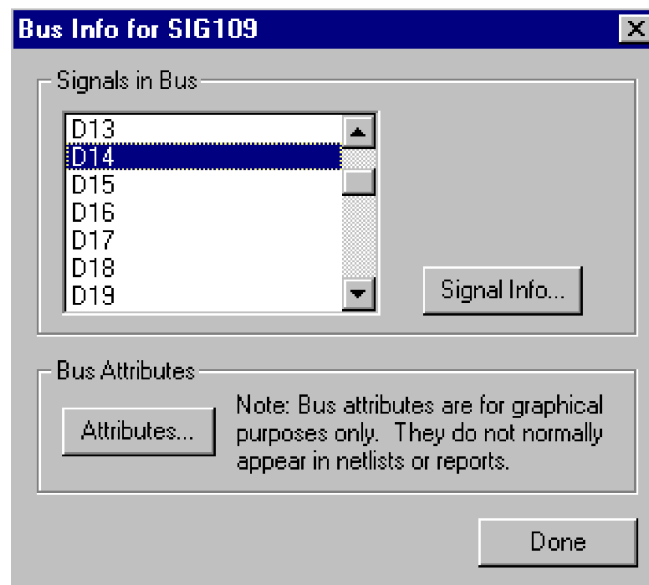 Bus Info for SIG109
Signals in Bus
D13
D14
D15
D16
D17
D18
D19
Signal Info...
Bus Attributes
Attributes...
Note: Bus attributes are for graphical
purposes only. They do not normally
appear in netlists or reports.
Done